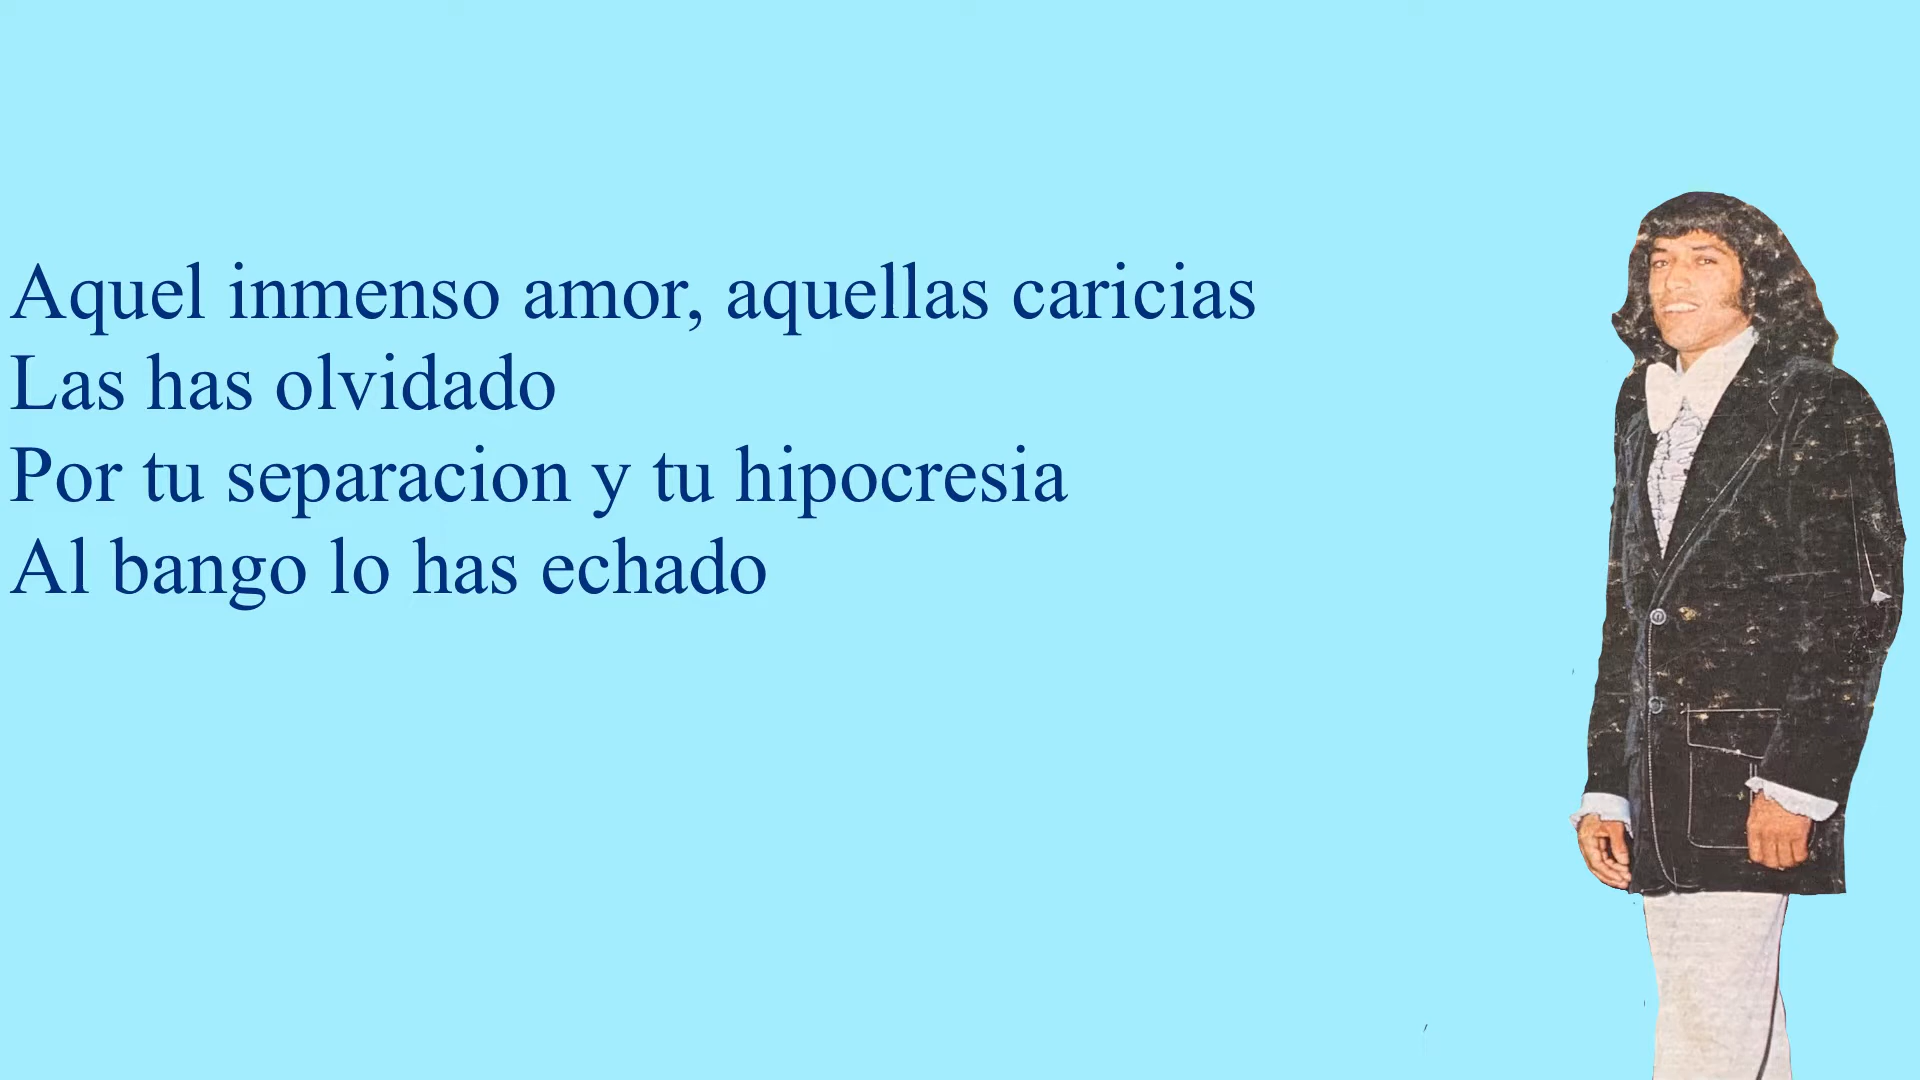 Aquel inmenso amor, aquellas caricias
Las has olvidado
Por tu separacion y tu hipocresia
Al bango lo has echado